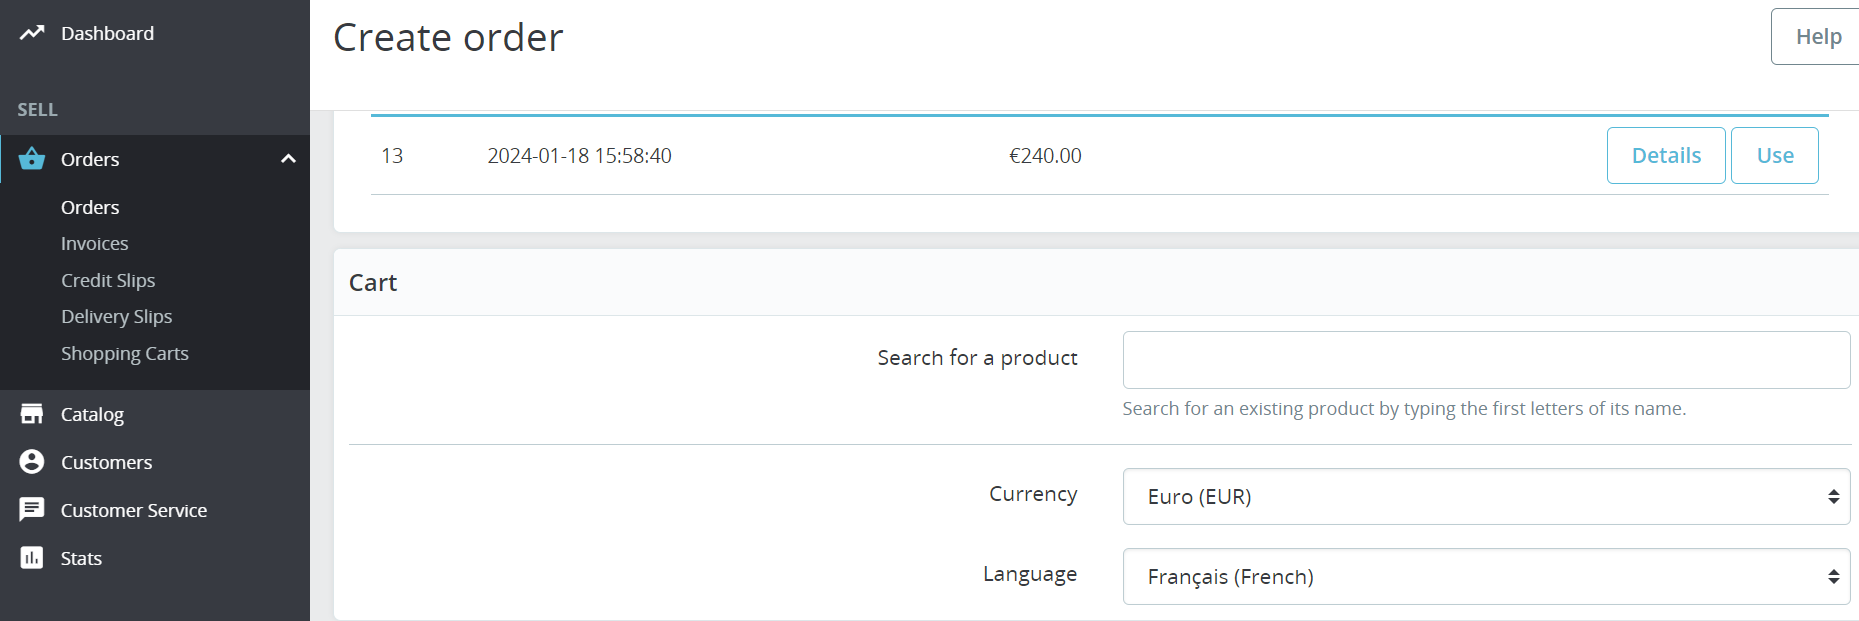 Dashboard
SELL
Orders
Orders
Invoices
Credit Slips
Delivery Slips
Shopping Carts
Catalog
Customers
Customer Service
Stats
Create order
Help
13 2024-01-18 15:58:40 €240.00 Details Use
Cart
Search for a product
Search for an existing product by typing the first letters of its name.
Currency Euro (EUR)
Language Français (French)